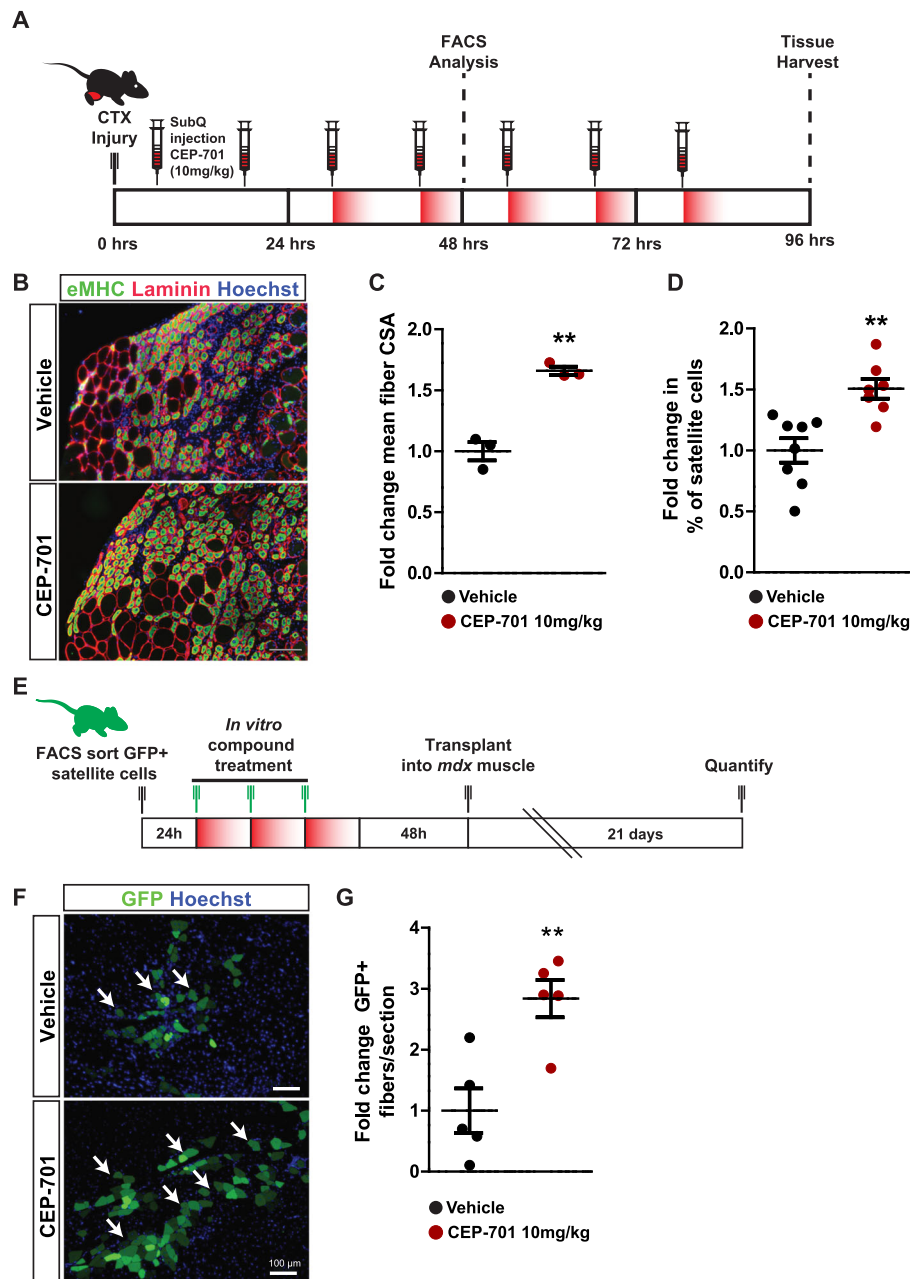 A
FACS
Analysis
Tissue
Harvest
CTX
Injury
SubQ
injection
CEP-701
(10mg/kg)
0 hrs
24 hrs
48 hrs
72 hrs
96 hrs
B
eMHC Laminin Hoechst
Vehicle
CEP-701
C
Fold change mean fiber CSA
2.0
1.5
1.0
0.5
0.0
**
Vehicle
CEP-701 10mg/kg
D
Fold change in
% of satellite cells
2.0
1.5
1.0
0.5
0.0
**
Vehicle
CEP-701 10mg/kg
E
FACS sort GFP+
satellite cells
In vitro
compound
treatment
Transplant
into mdx muscle
Quantify
24h
48h
21 days
F
GFP Hoechst
Vehicle
CEP-701
100 µm
G
Fold change GFP+
fibers/section
4
3
2
1
0
**
Vehicle
CEP-701 10mg/kg